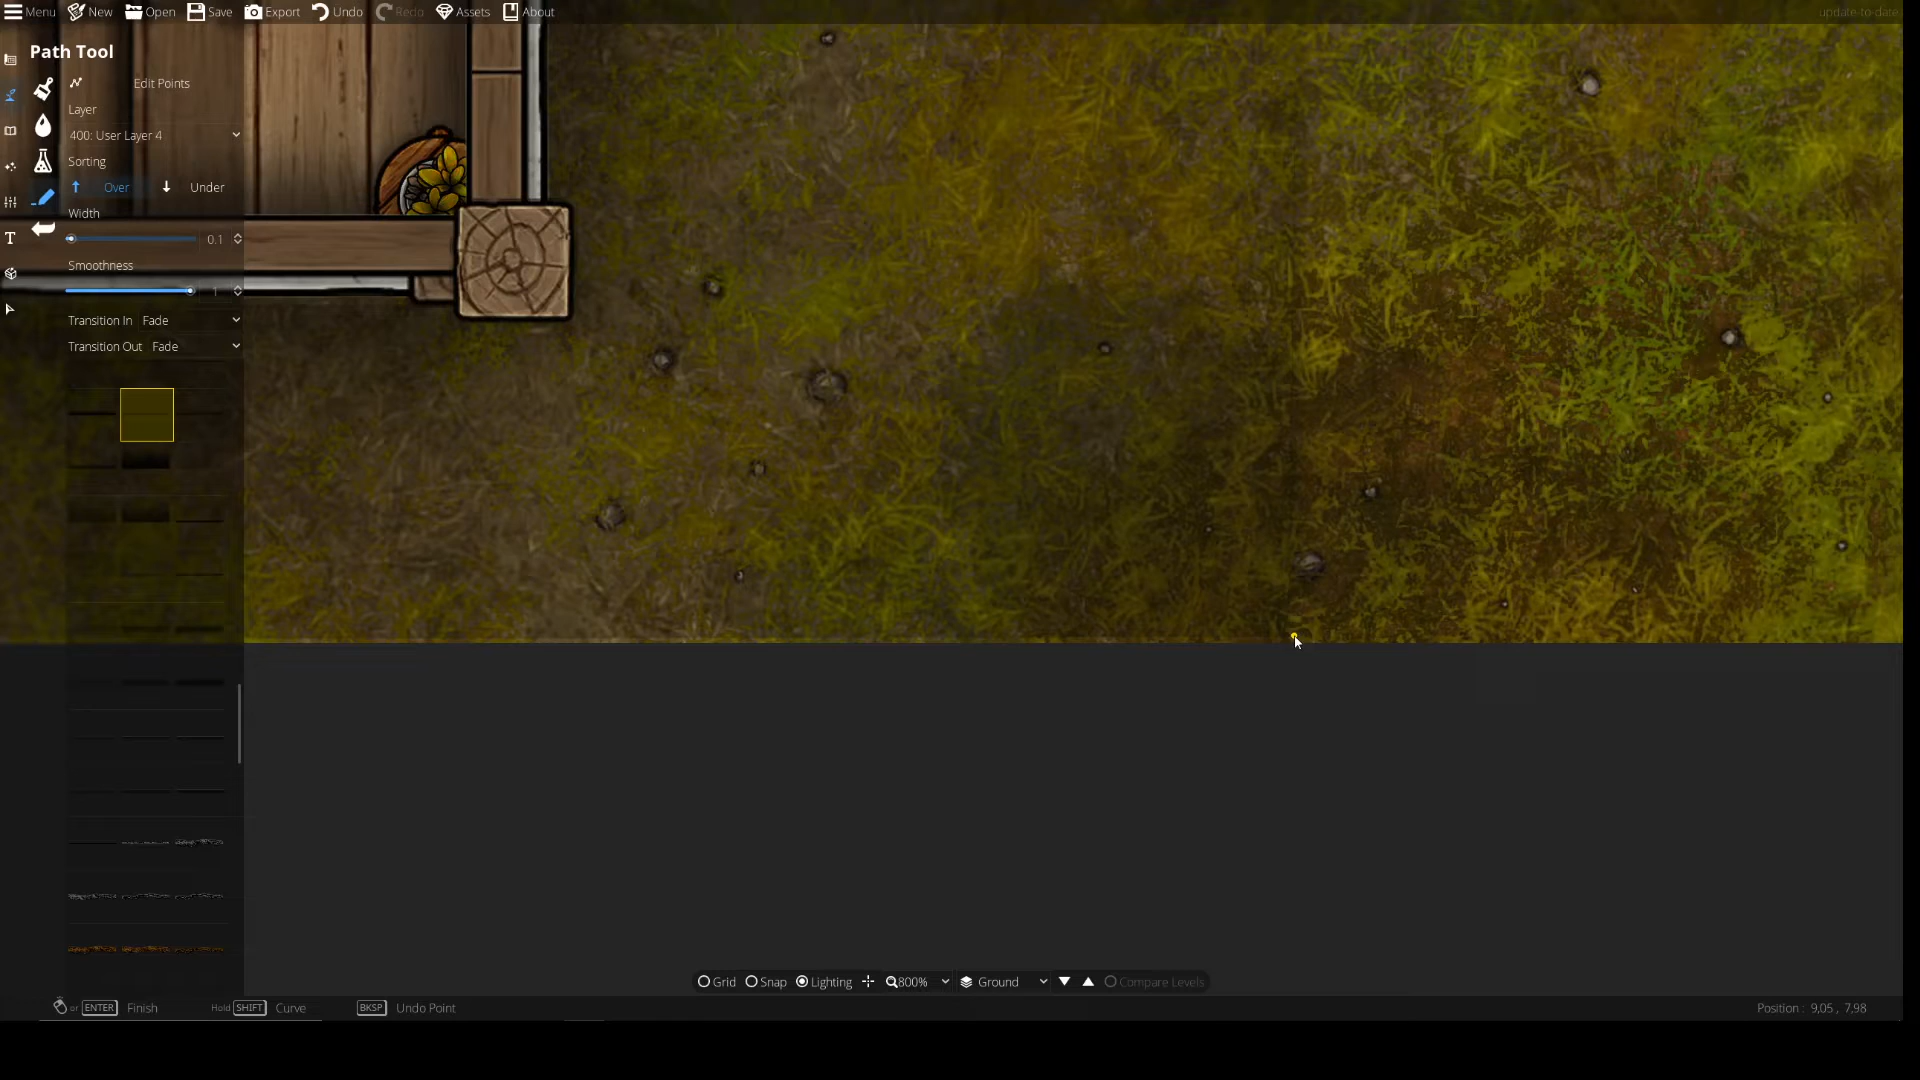 Menu New Open Save Export Undo Redo Assets About update-to-date
Path Tool
Edit Points
Layer
400: User Layer 4
Sorting
Over Under
Width
0.1
Smoothness
1
Transition In Fade
Transition Out Fade
Grid Snap Lighting 800% Ground Compare Levels
or ENTER Finish Hold SHIFT Curve BKSP Undo Point Position : 9,05 , 7,98